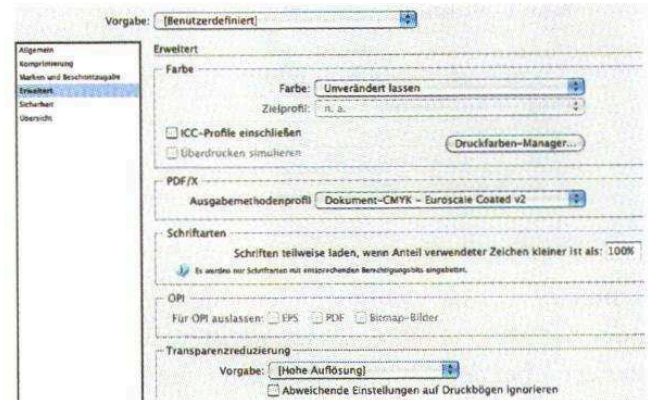 Vorgabe: [Benutzerdefiniert]
Allgemein
Komprimierung
Marken und Beschnittzugabe
Erweitert
Sicherheit
Übersicht
Erweitert
Farbe
Farbe: Unverändert lassen
Zielprofil: n. a.
ICC-Profile einschließen
Überdrucken simulieren
Druckfarben-Manager...
PDF/X
Ausgabemethodenprofil Dokument-CMYK - Euroscale Coated v2
Schriftarten
Schriften teilweise laden, wenn Anteil verwendeter Zeichen kleiner ist als: 100%
Es werden nur Schriftarten mit entsprechenden Berechtigungsbits eingebettet.
OPI
Für OPI auslassen: EPS PDF Bitmap-Bilder
Transparenzreduzierung
Vorgabe: [Hohe Auflösung]
Abweichende Einstellungen auf Druckbögen ignorieren